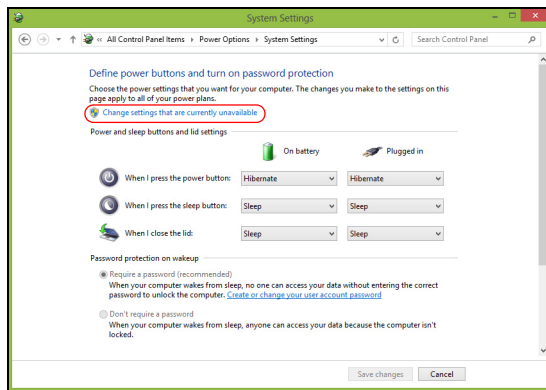 System Settings
« All Control Panel Items Power Options System Settings
Search Control Panel
Define power buttons and turn on password protection
Choose the power settings that you want for your computer. The changes you make to the settings on this
page apply to all of your power plans.
Change settings that are currently unavailable
Power and sleep buttons and lid settings
On battery Plugged in
When I press the power button: Hibernate Hibernate
When I press the sleep button: Sleep Sleep
When I close the lid: Sleep Sleep
Password protection on wakeup
Require a password (recommended)
When your computer wakes from sleep, no one can access your data without entering the correct
password to unlock the computer. Create or change your user account password
Don't require a password
When your computer wakes from sleep, anyone can access your data because the computer isn't
locked.
Save changes Cancel